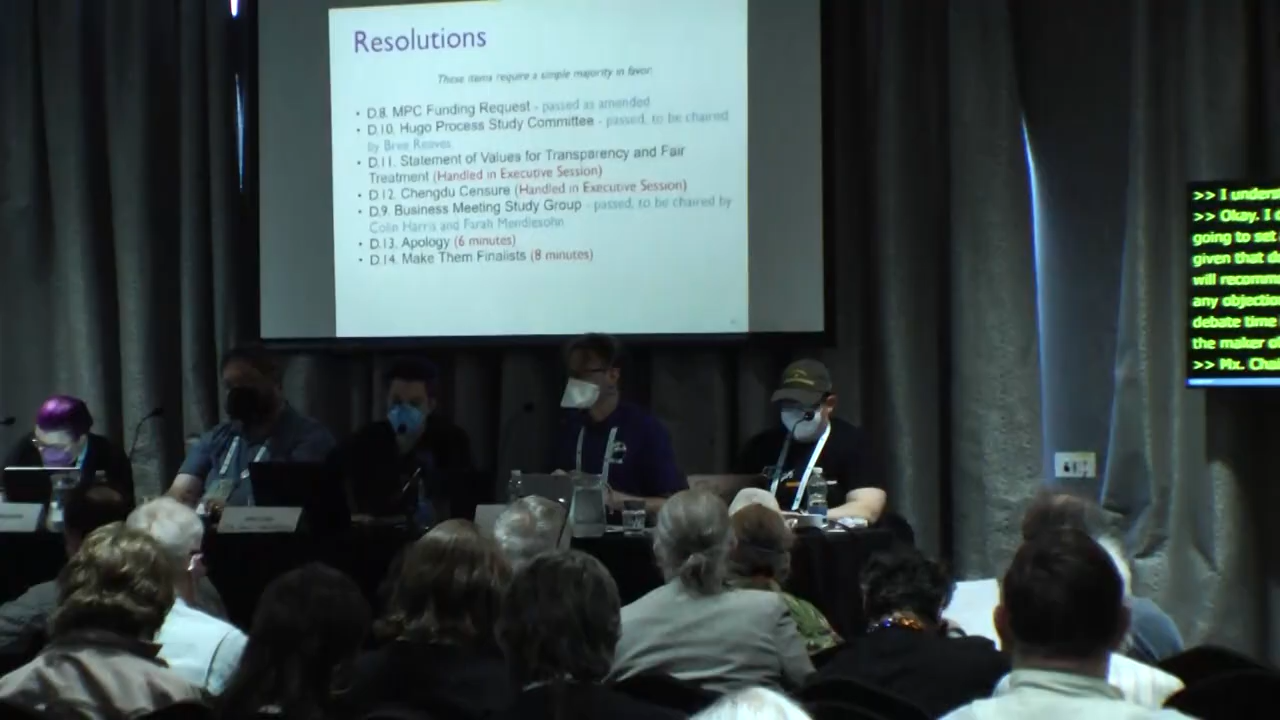 Resolutions
These items require a simple majority in favor:
• D.8. MPC Funding Request - passed as amended
• D.10. Hugo Process Study Committee - passed, to be chaired
by Bree Reaves
• D.11. Statement of Values for Transparency and Fair
Treatment (Handled in Executive Session)
• D.12. Chengdu Censure (Handled in Executive Session)
• D.9. Business Meeting Study Group - passed, to be chaired by
Colin Harris and Farah Mendlesohn
• D.13. Apology (6 minutes)
• D.14. Make Them Finalists (8 minutes)
>> I unders
>> Okay. I
going to set
given that d
will recomm
any objectio
debate time
the maker o
>> Mx. Cha